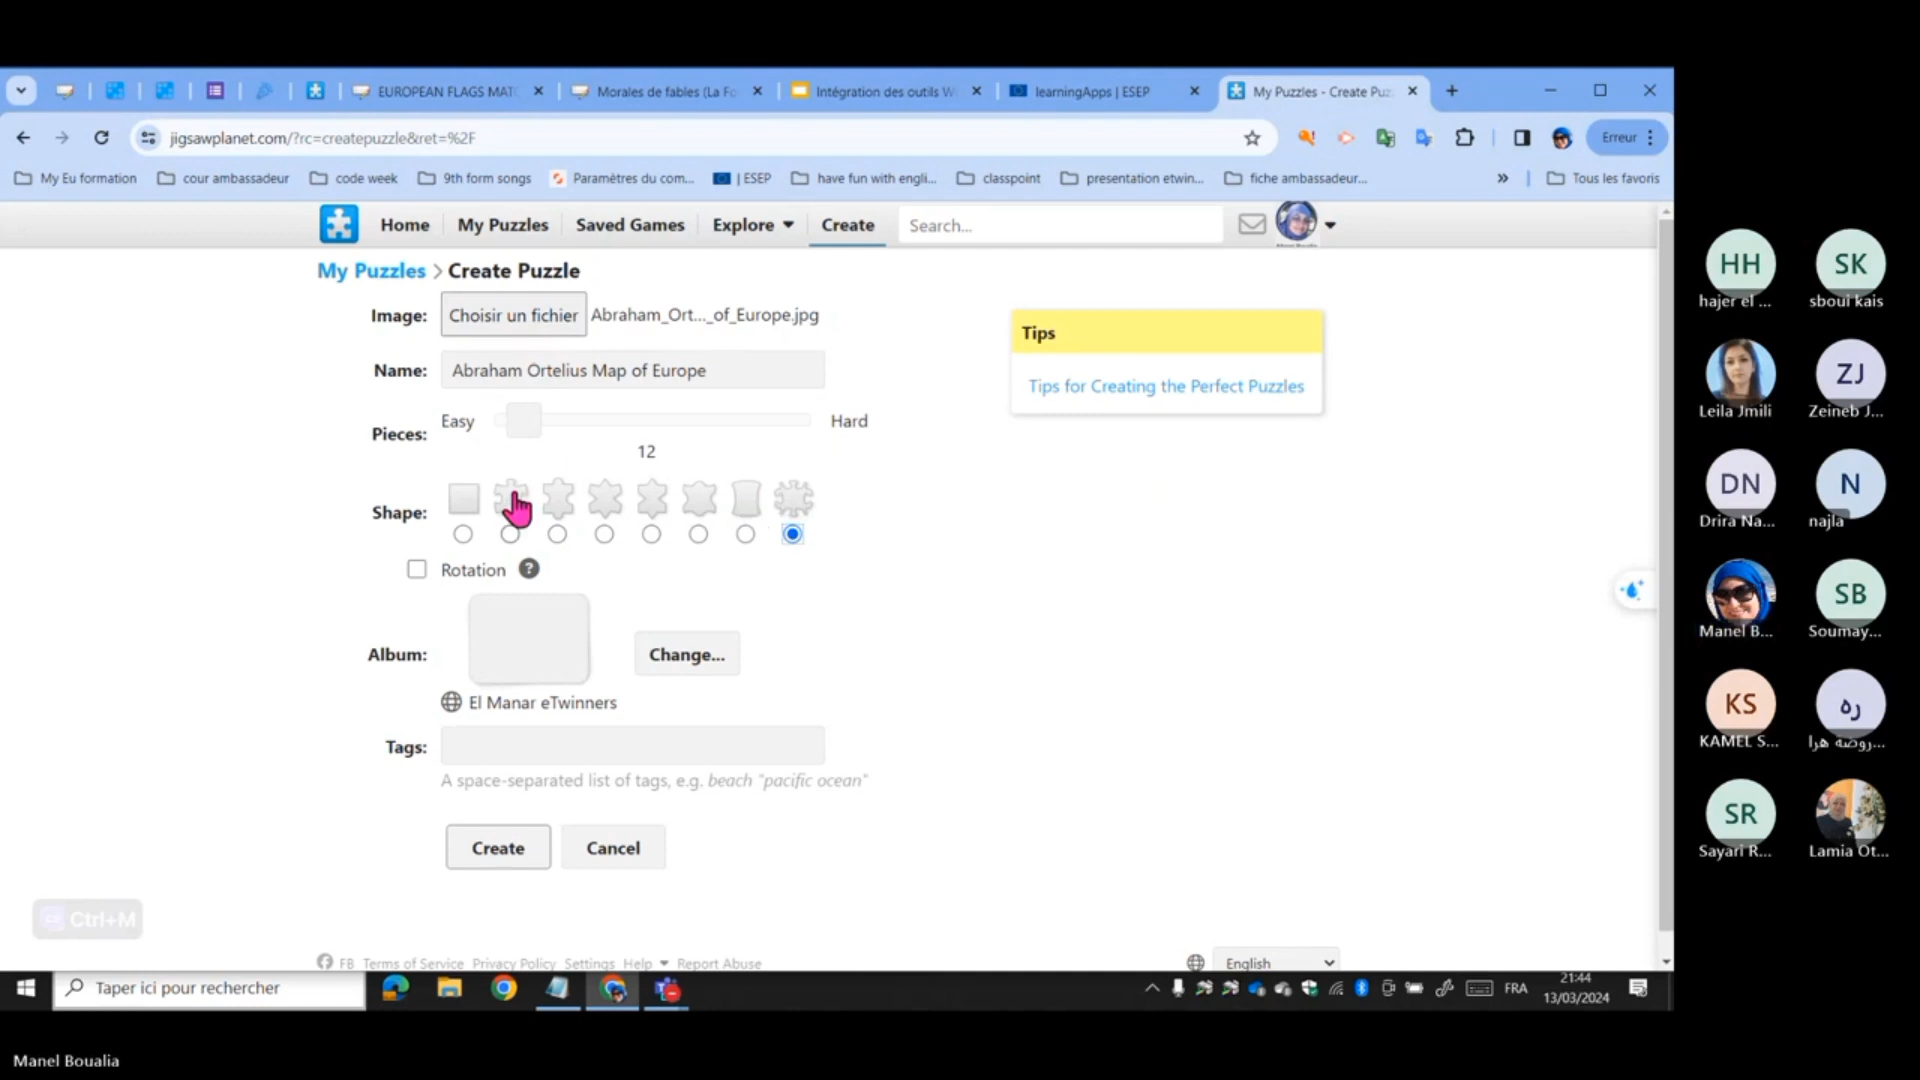 EUROPEAN FLAGS MAT
Morales de fables (La Fo
Intégration des outils W
learningApps | ESEP
My Puzzles - Create Puz
jigsawplanet.com/?rc=createpuzzle&ret=%2F
Erreur
My Eu formation
cour ambassadeur
code week
9th form songs
Paramètres du com...
| ESEP
have fun with engli...
classpoint
presentation etwin...
fiche ambassadeur...
»
Tous les favoris
Home
My Puzzles
Saved Games
Explore
Create
Search...
My Puzzles > Create Puzzle
Image: Choisir un fichier Abraham_Ort..._of_Europe.jpg
Name: Abraham Ortelius Map of Europe
Pieces: Easy Hard
12
Shape:
Rotation ?
Album: Change...
El Manar eTwinners
Tags:
A space-separated list of tags, e.g. beach "pacific ocean"
Create Cancel
Tips
Tips for Creating the Perfect Puzzles
Ctrl+M
FB Terms of Service Privacy Policy Settings Help Report Abuse
English
Taper ici pour rechercher
FRA
21:44
13/03/2024
HH
hajer el ...
SK
sboui kais
Leila Jmili
ZJ
Zeineb J...
DN
Drira Na...
N
najla
Manel B...
SB
Soumay...
KS
KAMEL S...
ره
روضة هرا...
SR
Sayari R...
Lamia Ot...
Manel Boualia